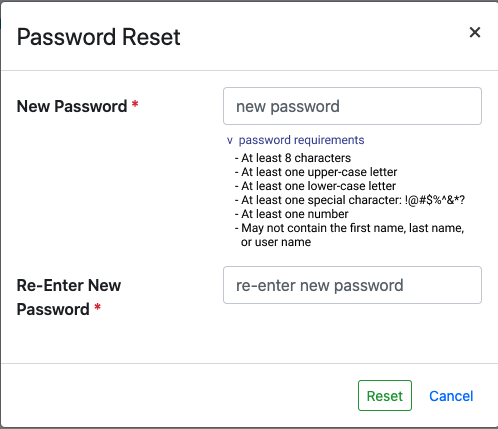 Password Reset ×
New Password * new password
v password requirements
- At least 8 characters
- At least one upper-case letter
- At least one lower-case letter
- At least one special character: !@#$%^&*?
- At least one number
- May not contain the first name, last name,
or user name
Re-Enter New
Password *
re-enter new password
Reset Cancel